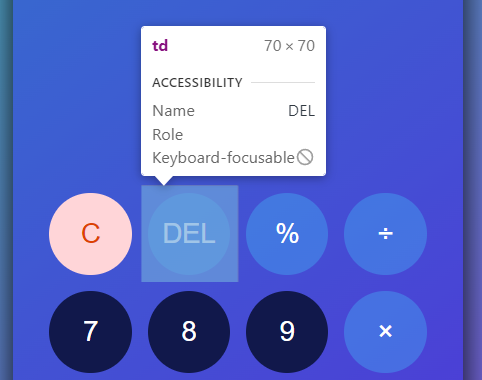 td 70 × 70
ACCESSIBILITY
Name DEL
Role
Keyboard-focusable
C DEL % ÷
7 8 9 ×